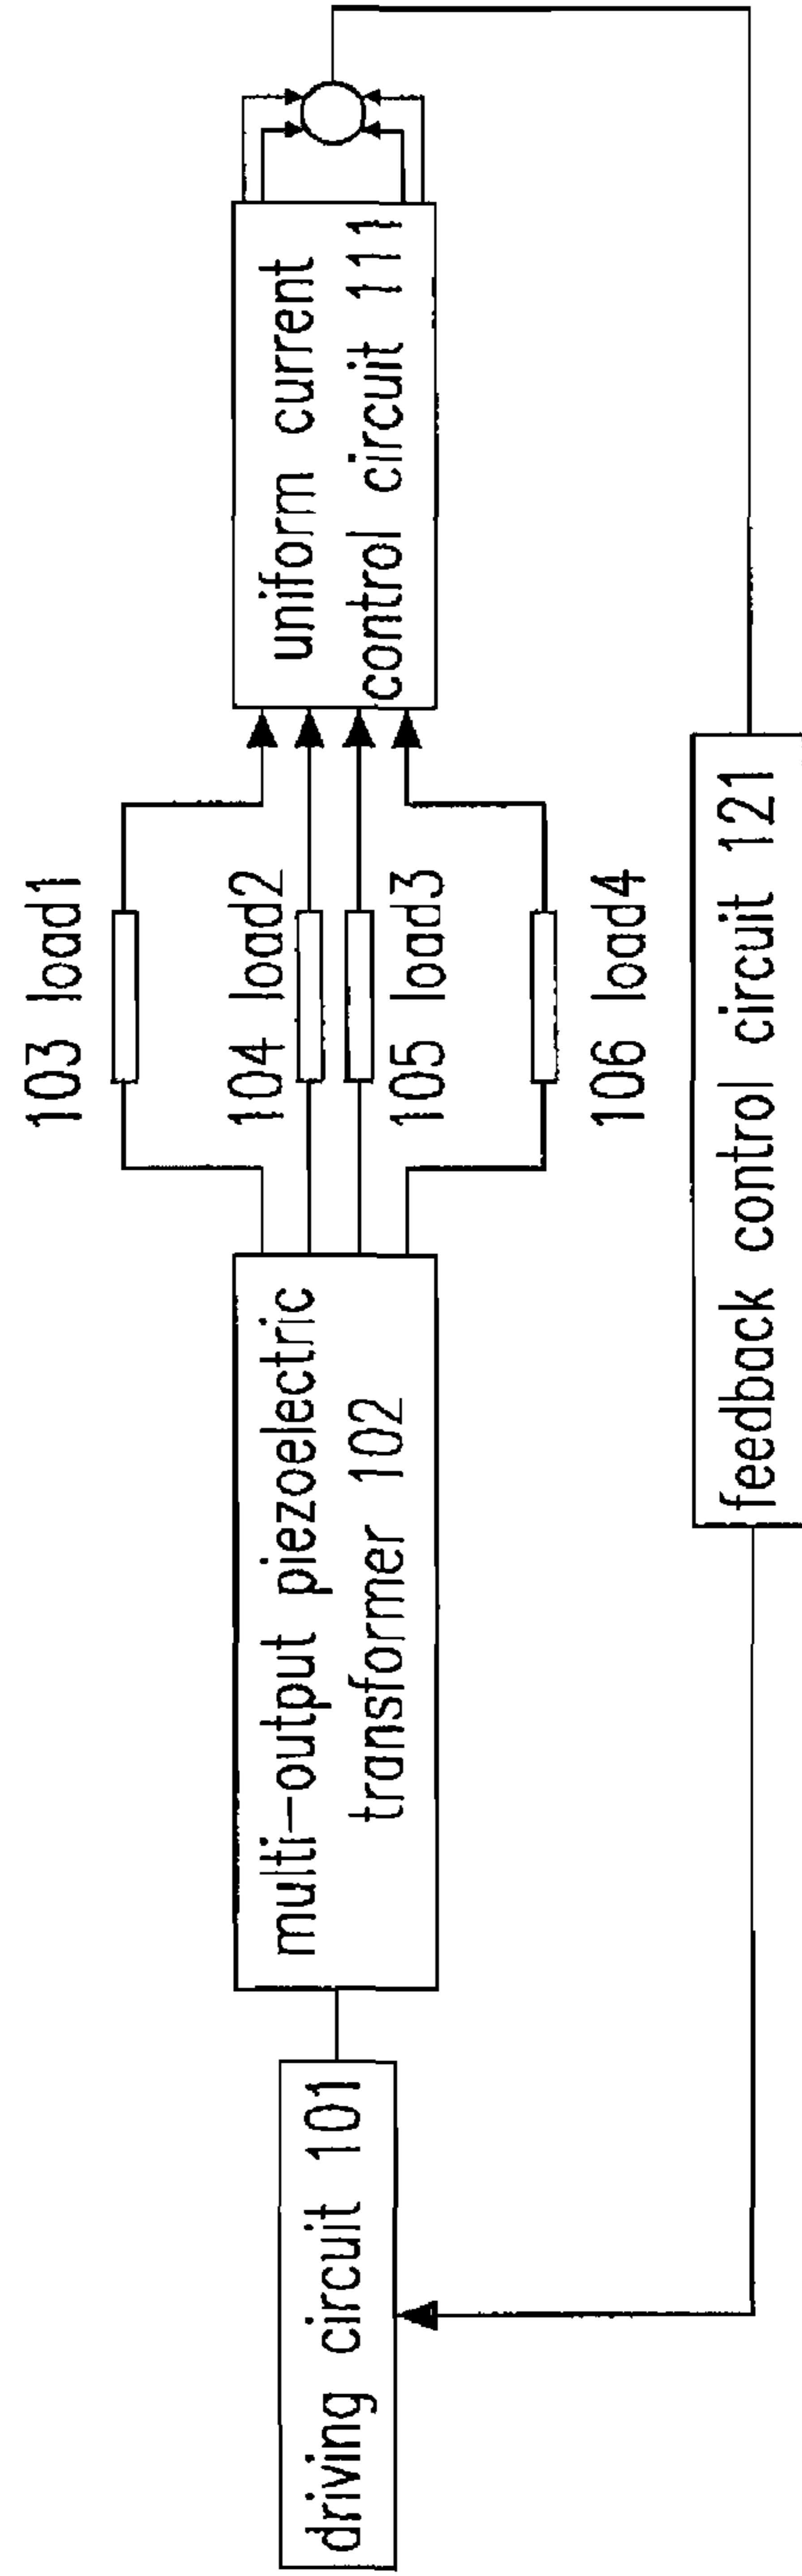 driving circuit 101
multi-output piezoelectric
transformer 102
103 load1
104 load2
105 load3
106 load4
uniform current
control circuit 111
feedback control circuit 121